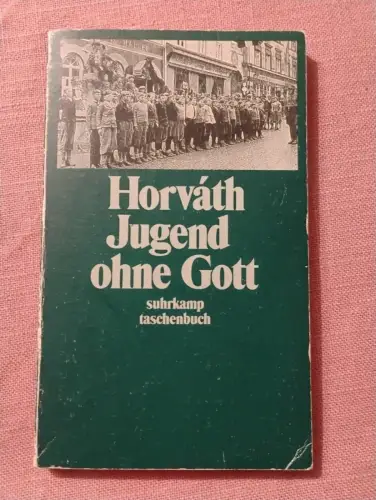 Horváth
Jugend
ohne Gott
suhrkamp
taschenbuch